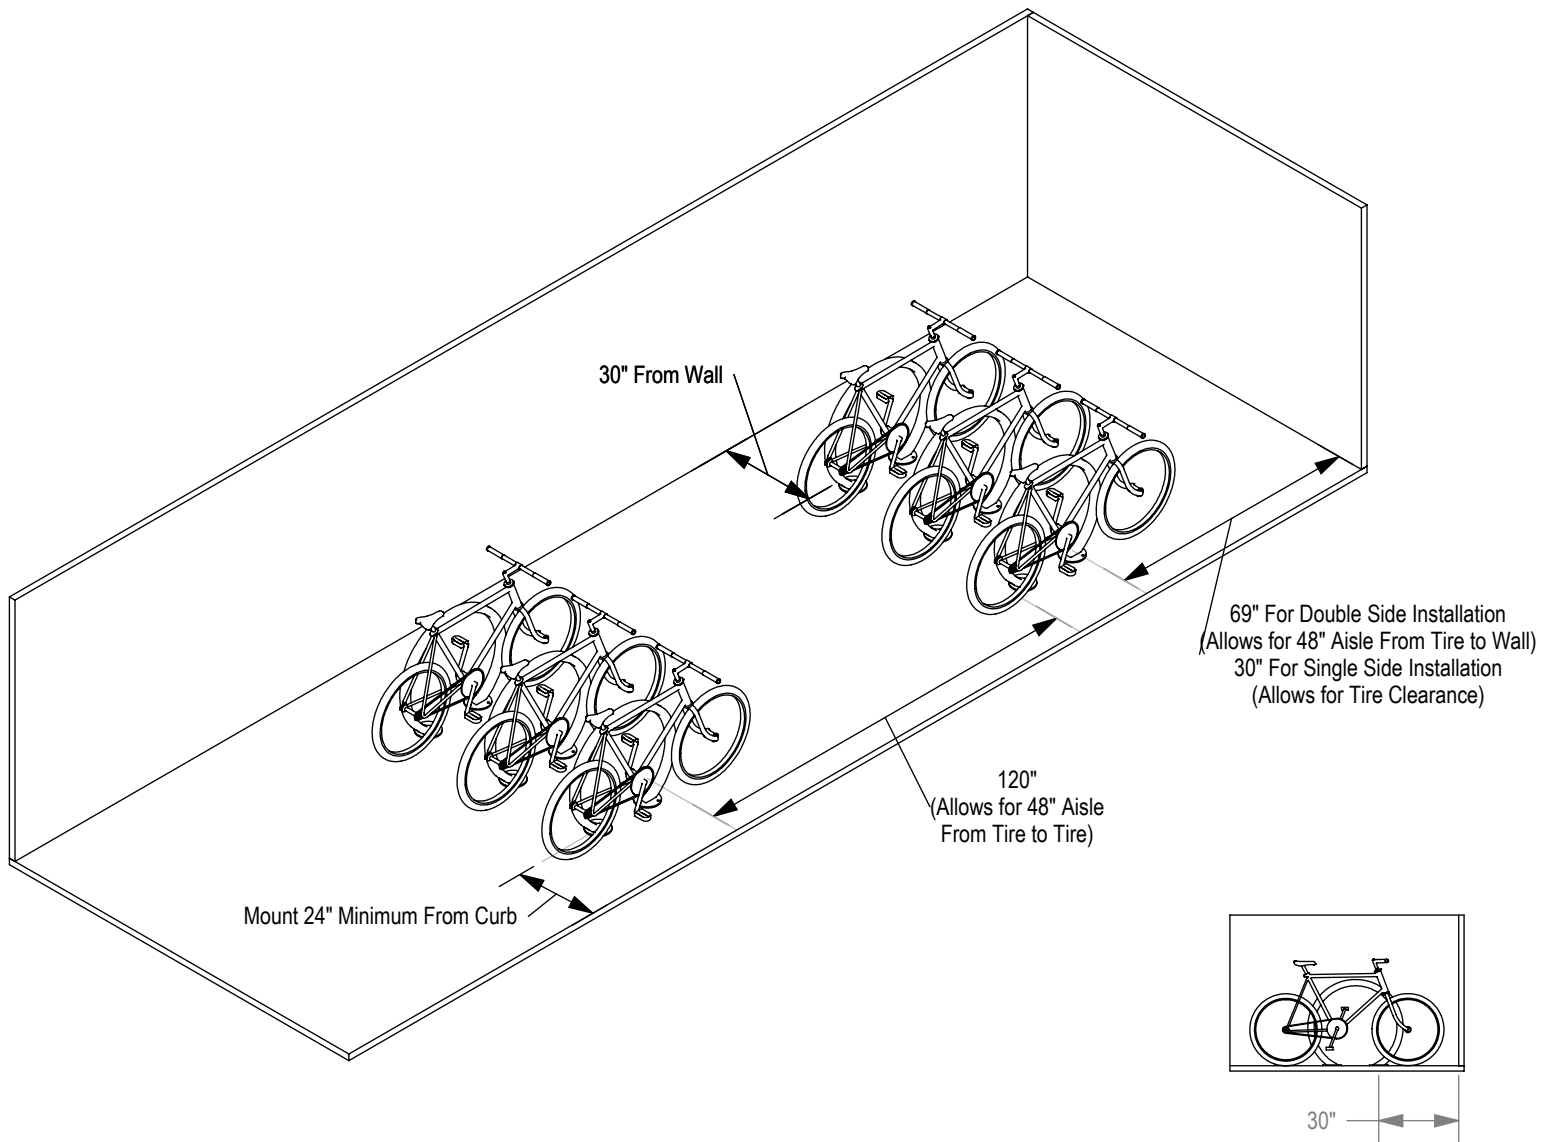 30" From Wall
69" For Double Side Installation
(Allows for 48" Aisle From Tire to Wall)
30" For Single Side Installation
(Allows for Tire Clearance)
120"
(Allows for 48" Aisle
From Tire to Tire)
Mount 24" Minimum From Curb
30"